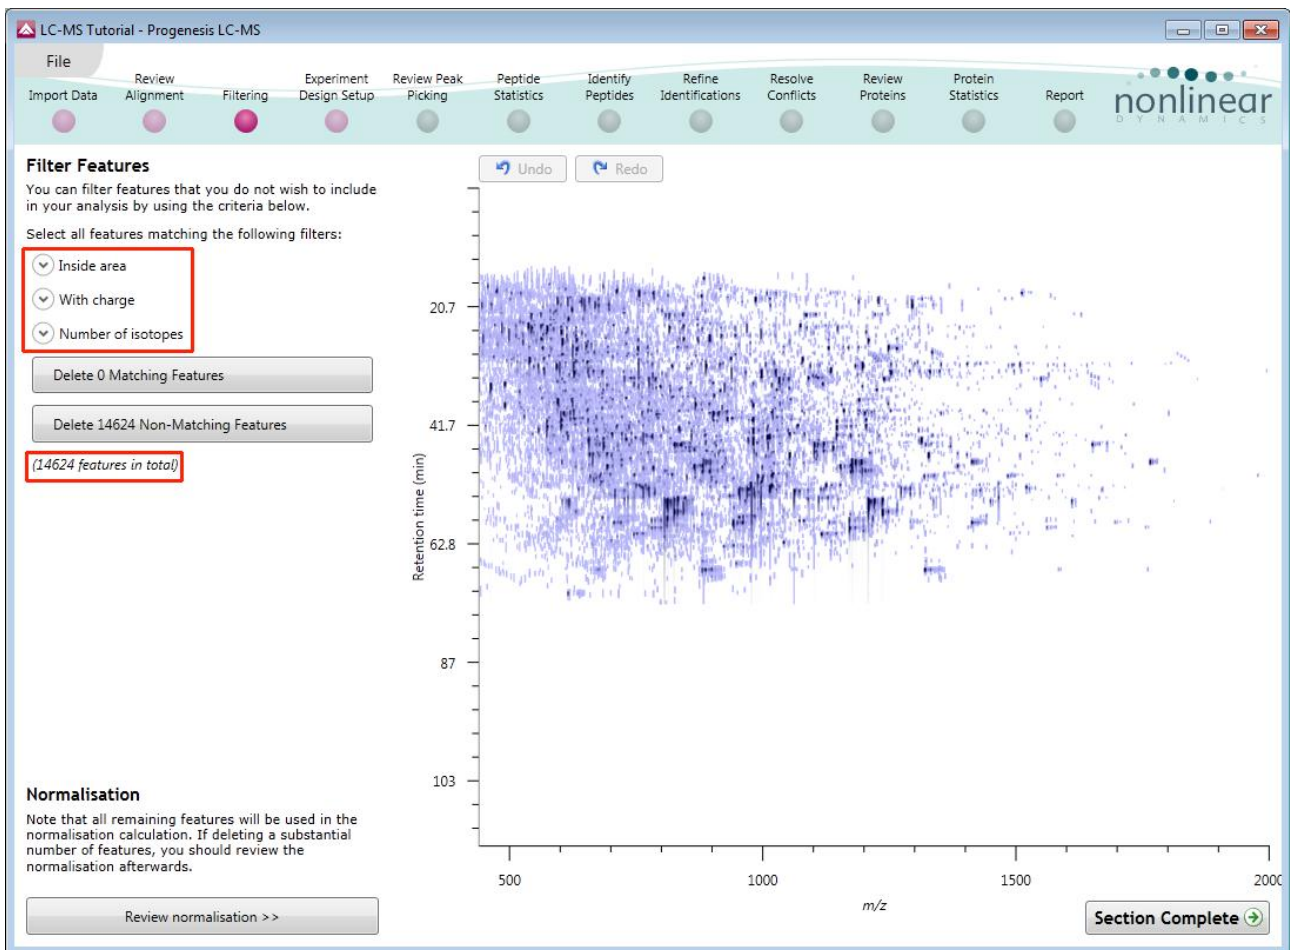 LC-MS Tutorial - Progenesis LC-MS
File
Import Data
Review
Alignment
Filtering
Experiment
Design Setup
Review Peak
Picking
Peptide
Statistics
Identify
Peptides
Refine
Identifications
Resolve
Conflicts
Review
Proteins
Protein
Statistics
Report
nonlinear
DYNAMICS
Filter Features
You can filter features that you do not wish to include
in your analysis by using the criteria below.
Select all features matching the following filters:
Inside area
With charge
Number of isotopes
Delete 0 Matching Features
Delete 14624 Non-Matching Features
(14624 features in total)
Normalisation
Note that all remaining features will be used in the
normalisation calculation. If deleting a substantial
number of features, you should review the
normalisation afterwards.
Review normalisation >>
Undo
Redo
Retention time (min)
20.7
41.7
62.8
87
103
500
1000
1500
2000
m/z
Section Complete